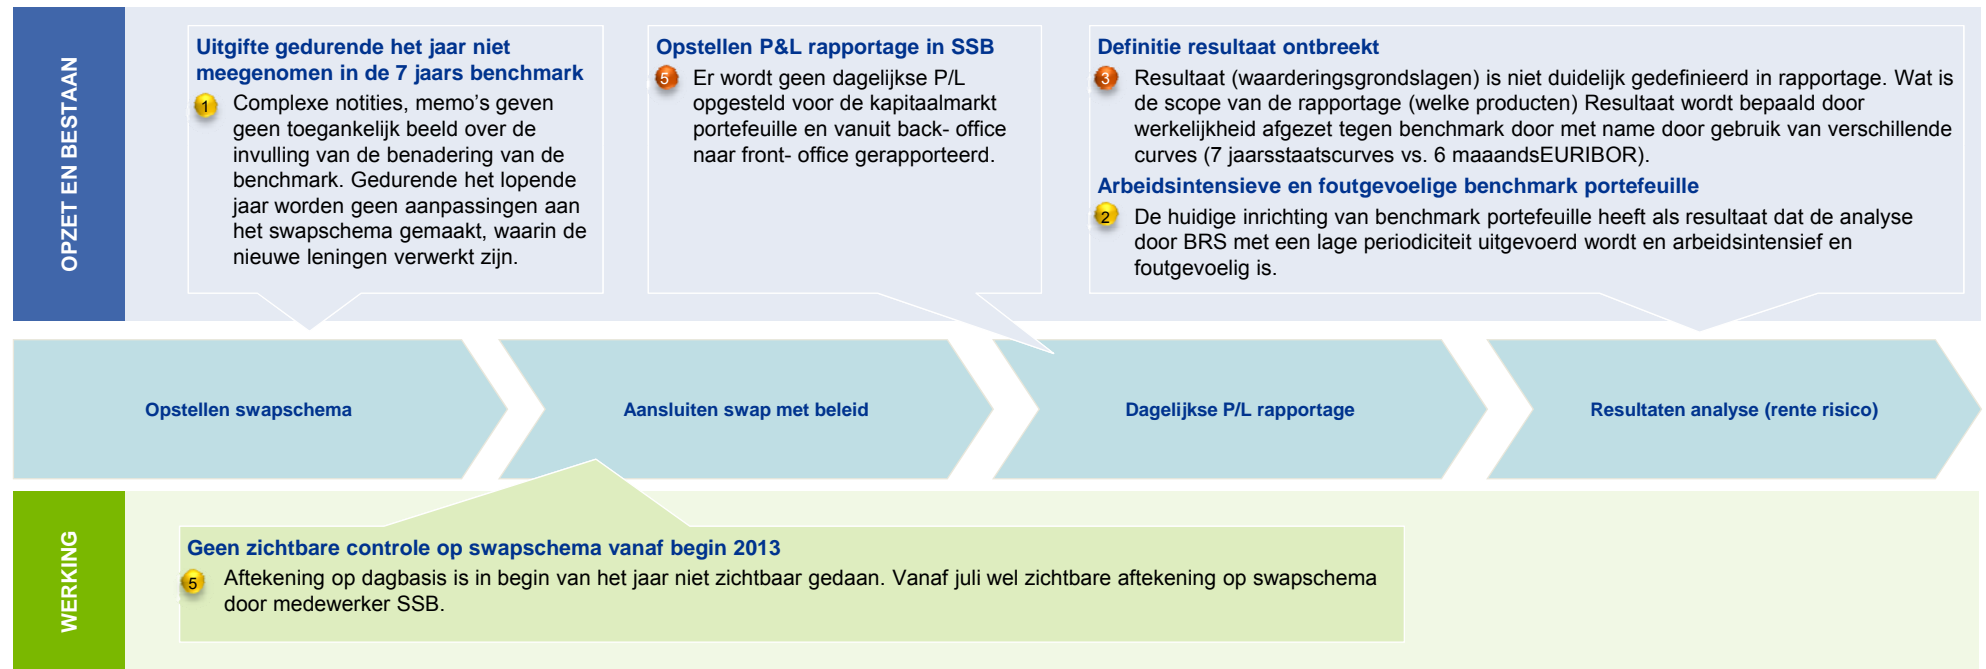 OPZET EN BESTAAN
Uitgifte gedurende het jaar niet
meegenomen in de 7 jaars benchmark
1 Complexe notities, memo's geven
geen toegankelijk beeld over de
invulling van de benadering van de
benchmark. Gedurende het lopende
jaar worden geen aanpassingen aan
het swapschema gemaakt, waarin de
nieuwe leningen verwerkt zijn.
Opstellen P&L rapportage in SSB
5 Er wordt geen dagelijkse P/L
opgesteld voor de kapitaalmarkt
portefeuille en vanuit back- office
naar front- office gerapporteerd.
Definitie resultaat ontbreekt
3 Resultaat (waarderingsgrondslagen) is niet duidelijk gedefinieerd in rapportage. Wat is
de scope van de rapportage (welke producten) Resultaat wordt bepaald door
werkelijkheid afgezet tegen benchmark door met name door gebruik van verschillende
curves (7 jaarsstaatscurves vs. 6 maaandsEURIBOR).
Arbeidsintensieve en foutgevoelige benchmark portefeuille
2 De huidige inrichting van benchmark portefeuille heeft als resultaat dat de analyse
door BRS met een lage periodiciteit uitgevoerd wordt en arbeidsintensief en
foutgevoelig is.
Opstellen swapschema
Aansluiten swap met beleid
Dagelijkse P/L rapportage
Resultaten analyse (rente risico)
WERKING
Geen zichtbare controle op swapschema vanaf begin 2013
5 Aftekening op dagbasis is in begin van het jaar niet zichtbaar gedaan. Vanaf juli wel zichtbare aftekening op swapschema
door medewerker SSB.